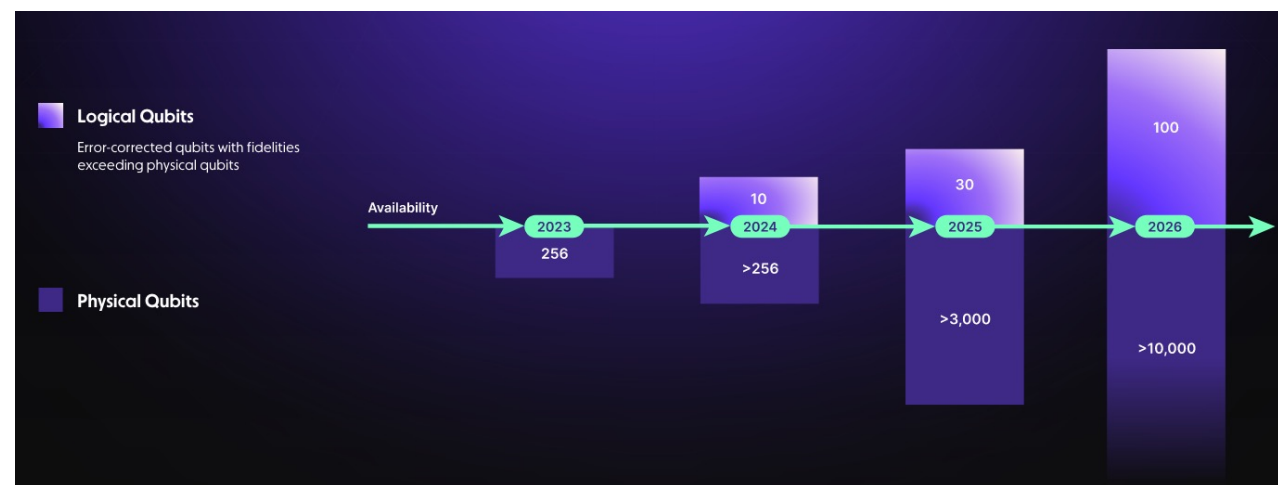 Logical Qubits
Error-corrected qubits with fidelities
exceeding physical qubits
Physical Qubits
Availability
2023
256
10
2024
>256
30
2025
>3,000
100
2026
>10,000